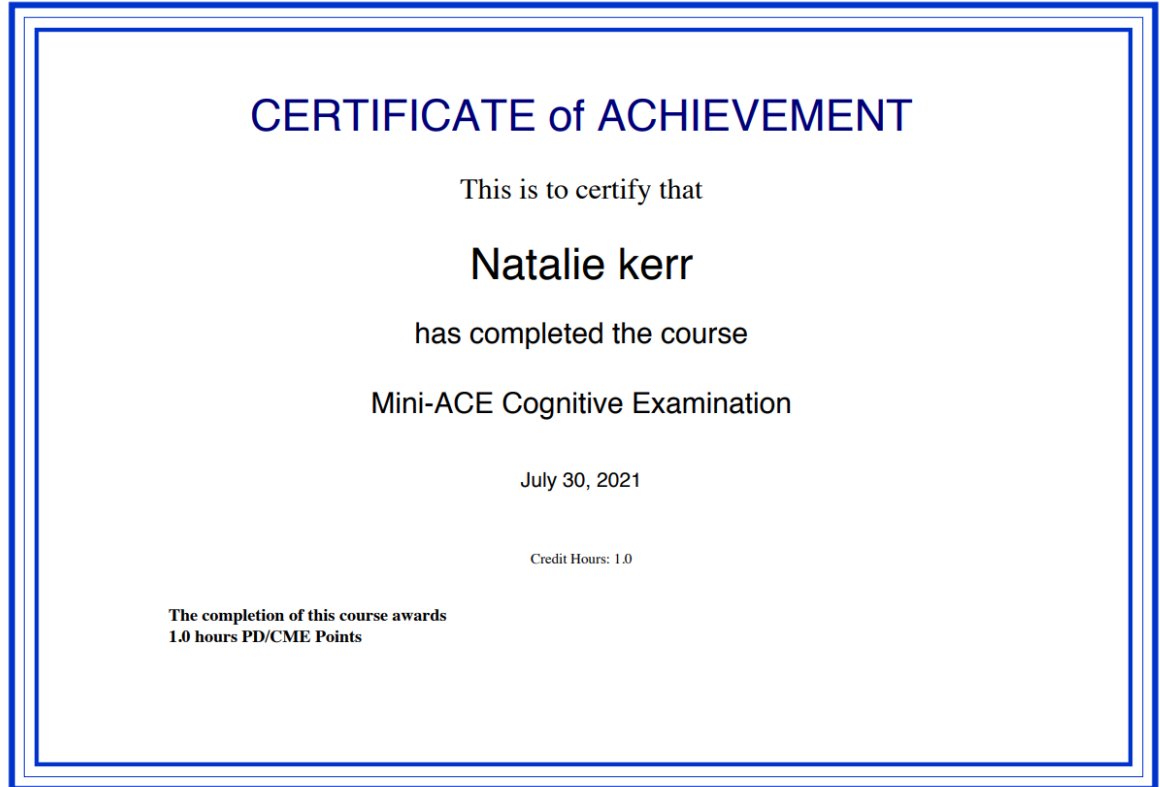 CERTIFICATE of ACHIEVEMENT
This is to certify that
Natalie kerr
has completed the course
Mini-ACE Cognitive Examination
July 30, 2021
Credit Hours: 1.0
The completion of this course awards
1.0 hours PD/CME Points